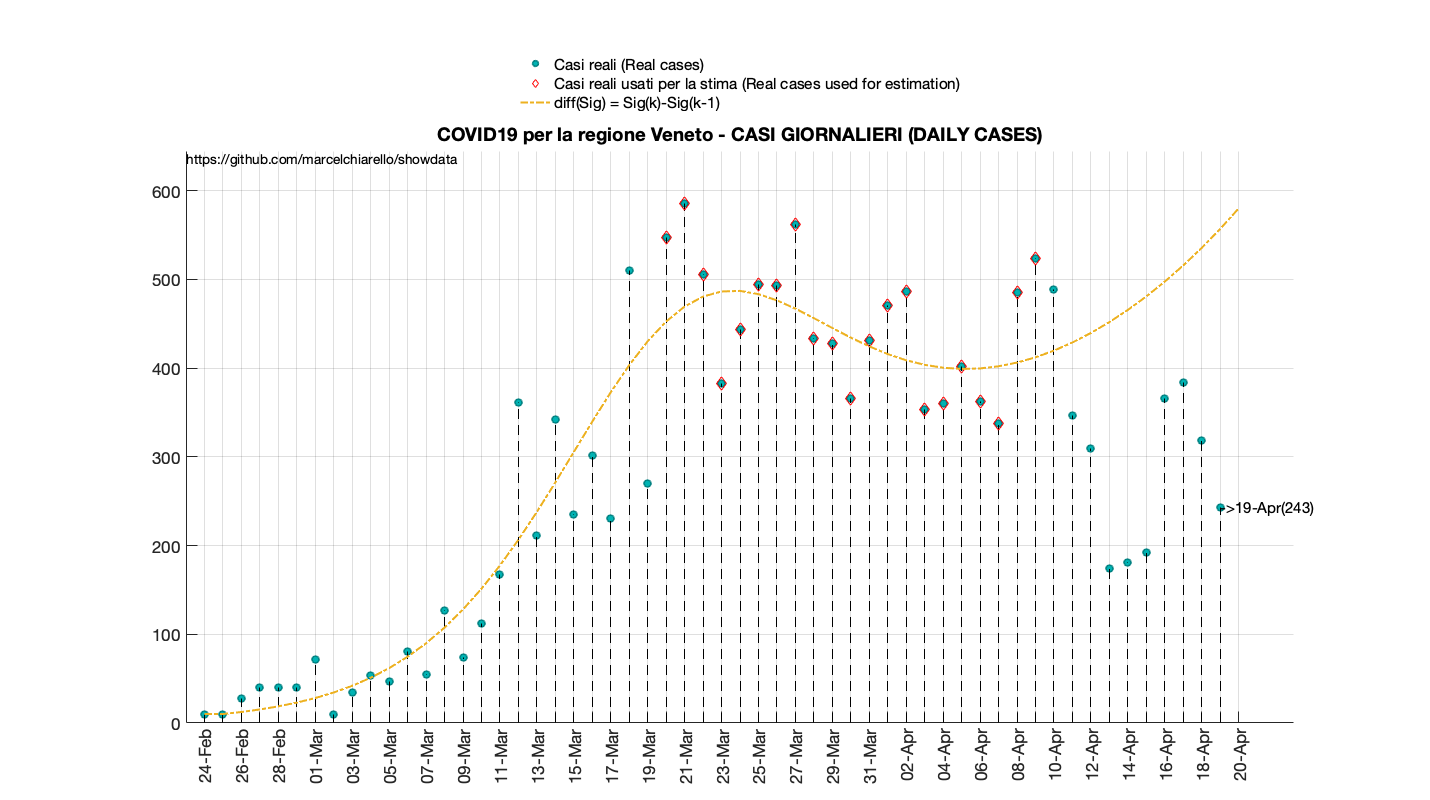 Casi reali (Real cases)
Casi reali usati per la stima (Real cases used for estimation)
diff(Sig) = Sig(k)-Sig(k-1)
COVID19 per la regione Veneto - CASI GIORNALIERI (DAILY CASES)
https://github.com/marcelchiarello/showdata
600
500
400
300
200
100
0
>19-Apr(243)
24-Feb
26-Feb
28-Feb
01-Mar
03-Mar
05-Mar
07-Mar
09-Mar
11-Mar
13-Mar
15-Mar
17-Mar
19-Mar
21-Mar
23-Mar
25-Mar
27-Mar
29-Mar
31-Mar
02-Apr
04-Apr
06-Apr
08-Apr
10-Apr
12-Apr
14-Apr
16-Apr
18-Apr
20-Apr